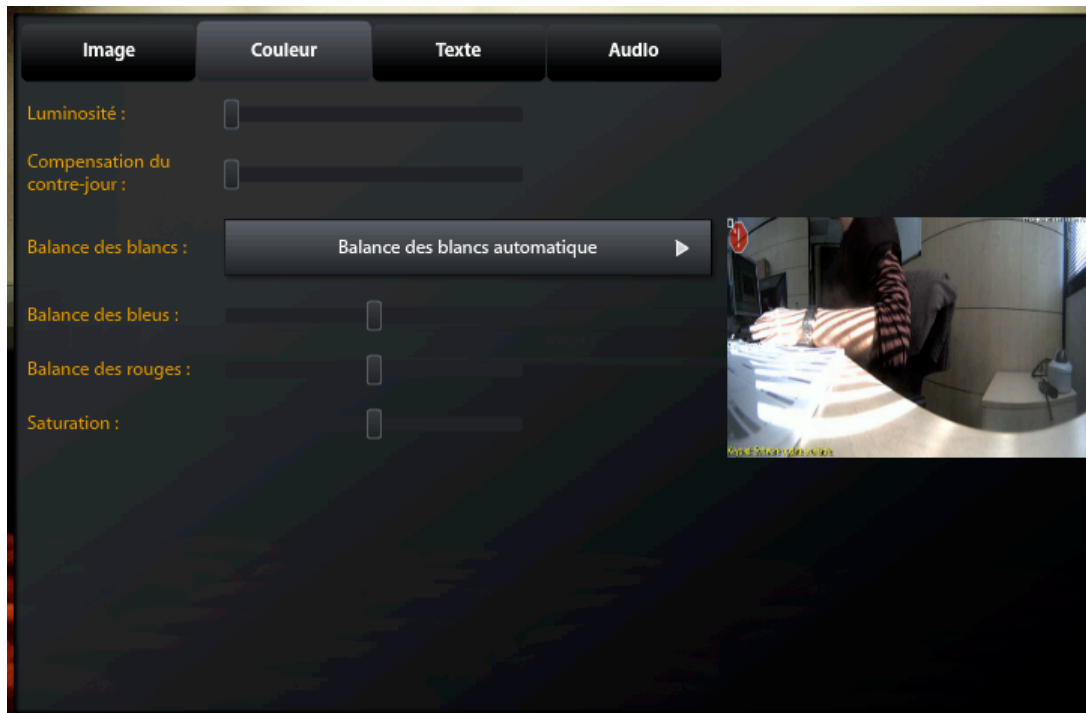 Image
Couleur
Texte
Audio
Luminosité :
Compensation du
contre-jour :
Balance des blancs :
Balance des blancs automatique
Balance des bleus :
Balance des rouges :
Saturation :